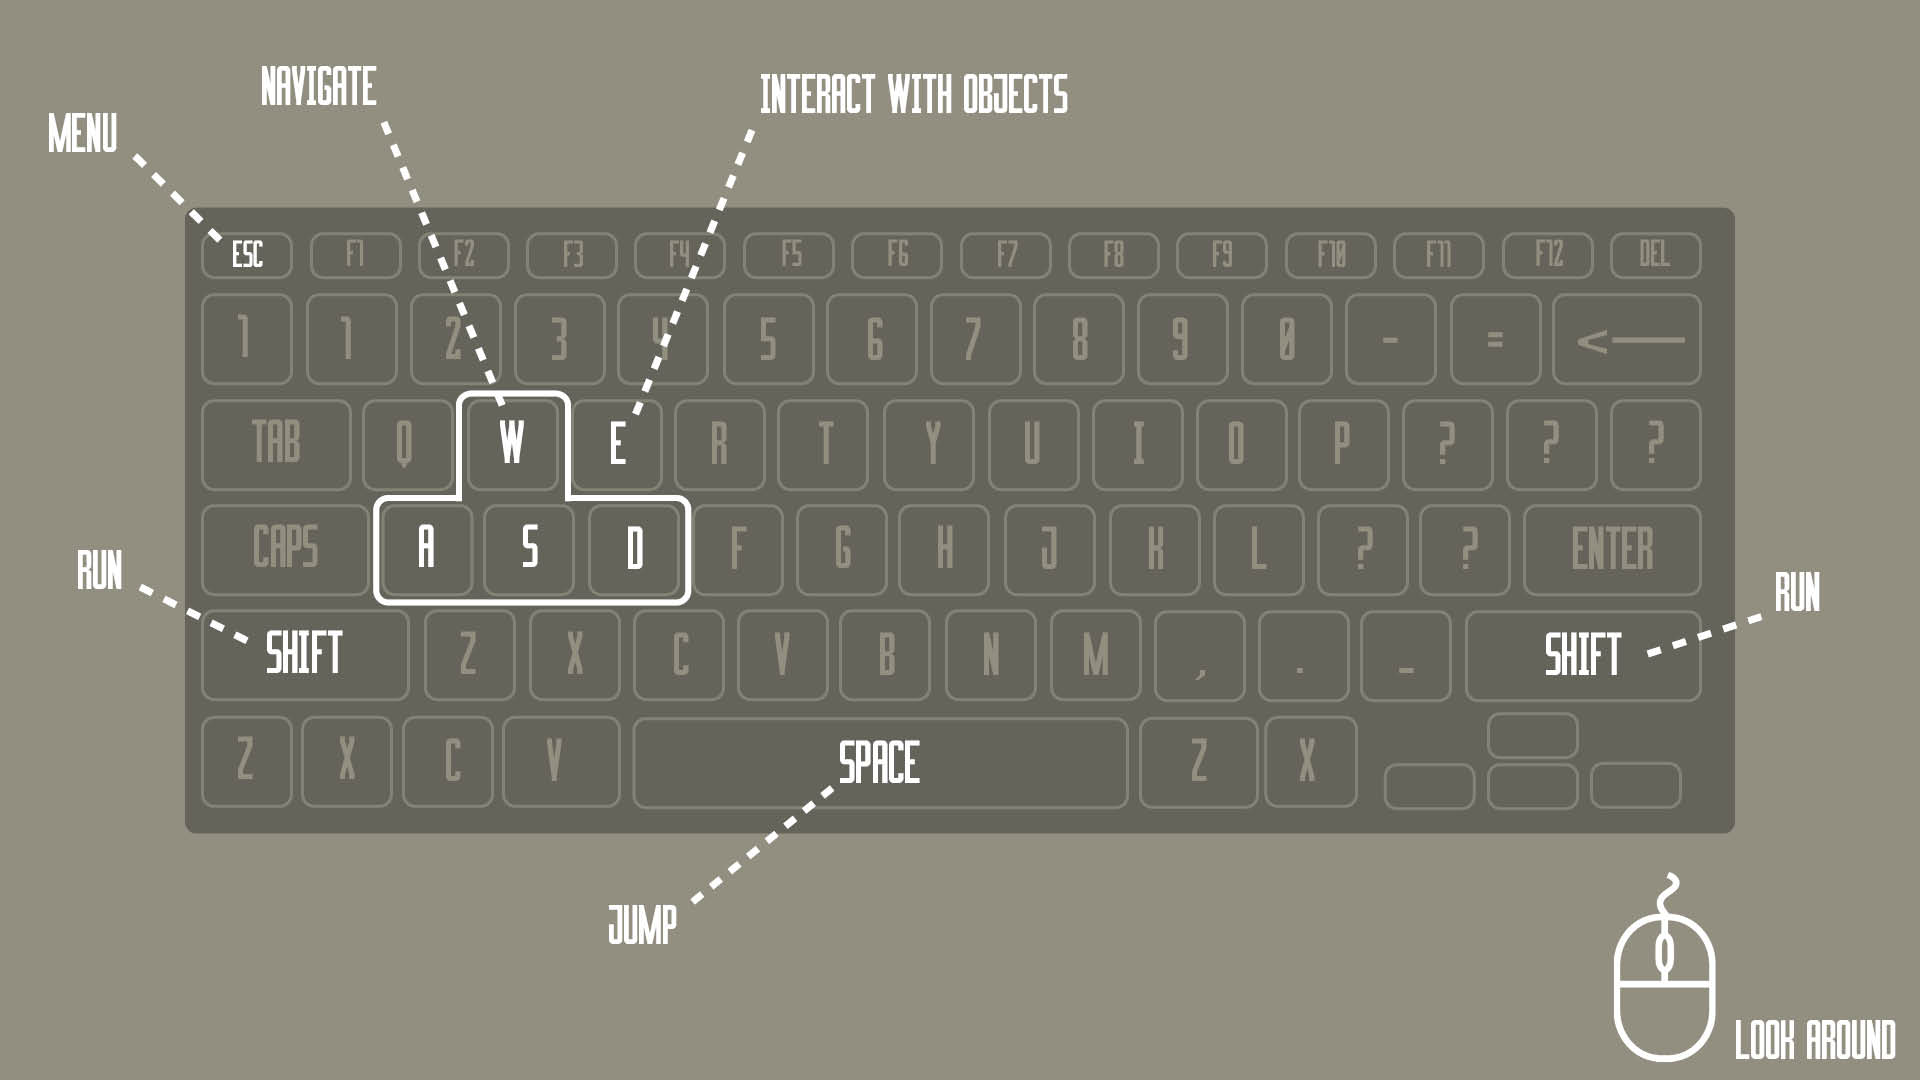 NAVIGATE
INTERACT WITH OBJECTS
MENU
ESC F1 F2 F3 F4 F5 F6 F7 F8 F9 F10 F11 F12 DEL
1 1 2 3 4 5 6 7 8 9 0 - = <—
TAB Q W E R T Y U I O P ? ? ?
CAPS A S D F G H J K L ? ? ENTER
RUN
RUN
SHIFT Z X C V B N M , . _ SHIFT
Z X C V SPACE Z X
JUMP
LOOK AROUND